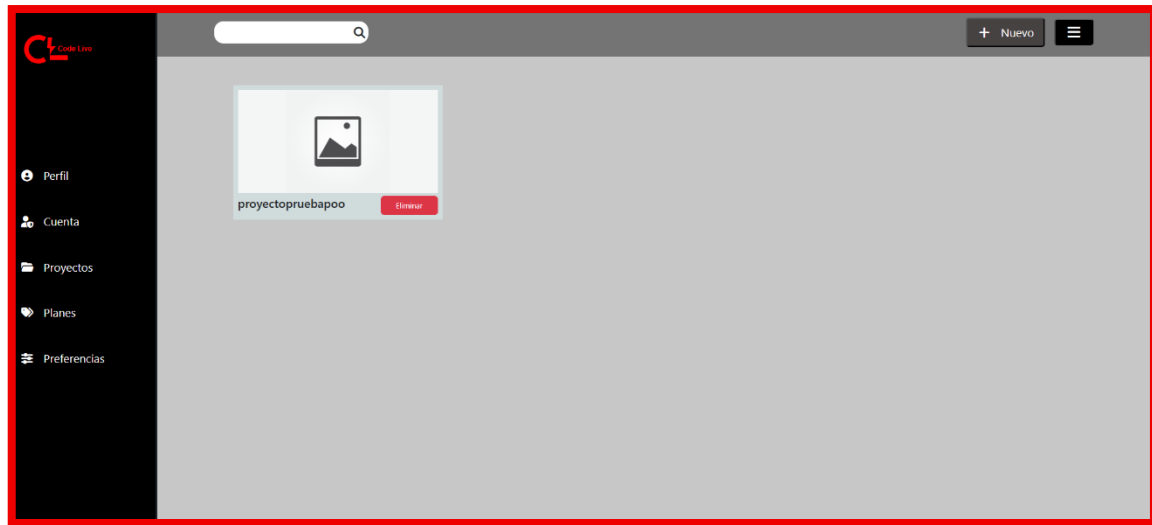 Nuevo
Perfil
Cuenta
Proyectos
Planes
Preferencias
proyectopruebapoo
Eliminar